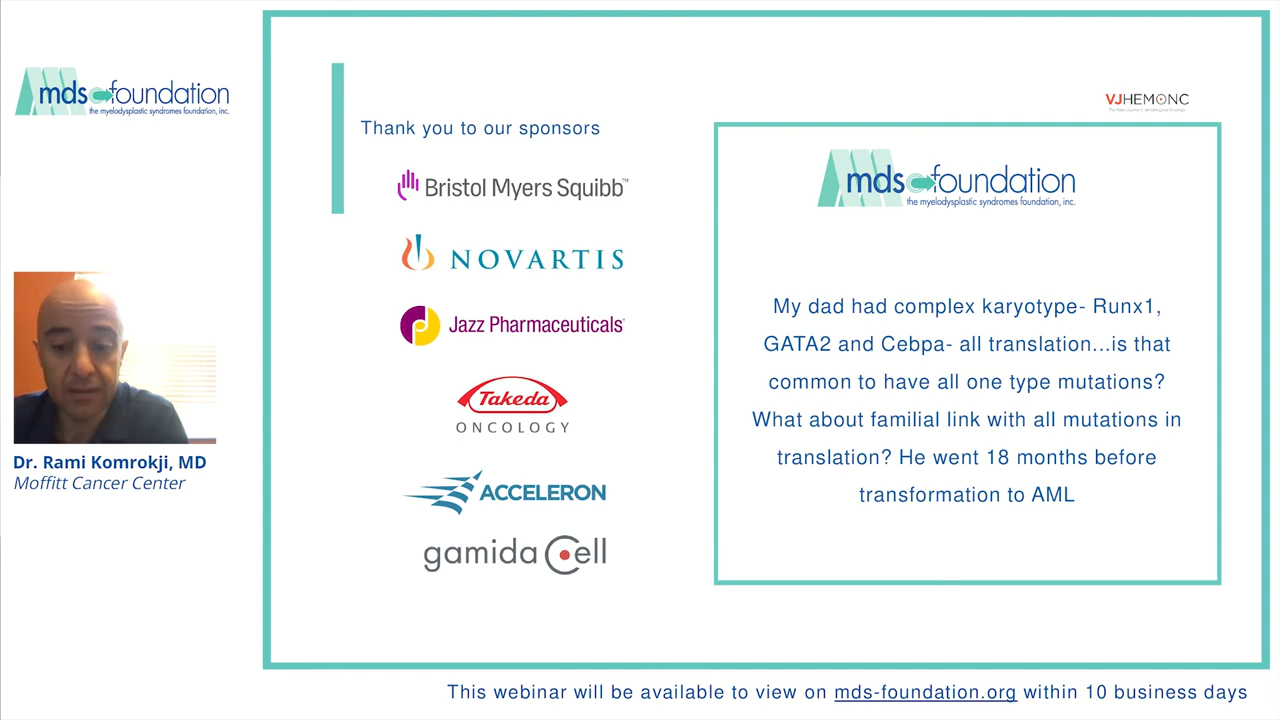 mds foundation
the myelodysplastic syndromes foundation, inc.
Dr. Rami Komrokji, MD
Moffitt Cancer Center
Thank you to our sponsors
Bristol Myers Squibb™
NOVARTIS
Jazz Pharmaceuticals
Takeda
ONCOLOGY
ACCELERON
gamida Cell
VJHEMONC
mds foundation
the myelodysplastic syndromes foundation, inc.
My dad had complex karyotype- Runx1,
GATA2 and Cebpa- all translation...is that
common to have all one type mutations?
What about familial link with all mutations in
translation? He went 18 months before
transformation to AML
This webinar will be available to view on mds-foundation.org within 10 business days